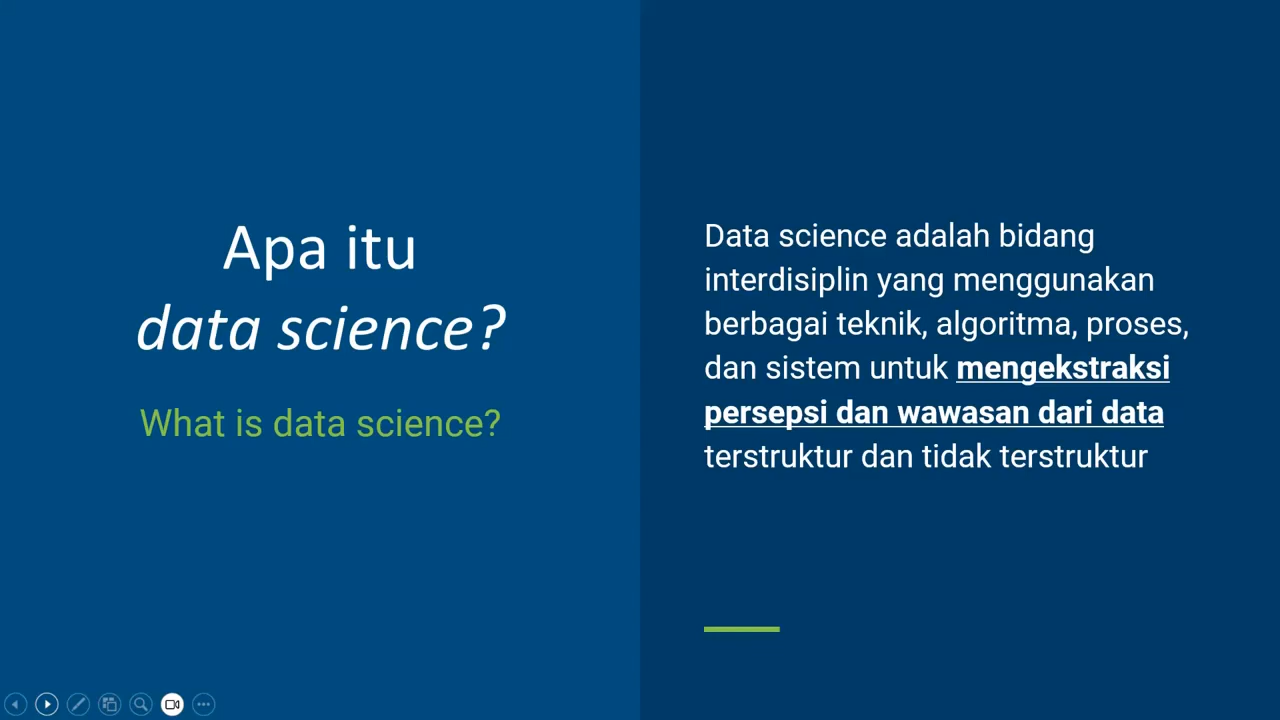 Apa itu
data science?
What is data science?
Data science adalah bidang
interdisiplin yang menggunakan
berbagai teknik, algoritma, proses,
dan sistem untuk mengekstraksi
persepsi dan wawasan dari data
terstruktur dan tidak terstruktur